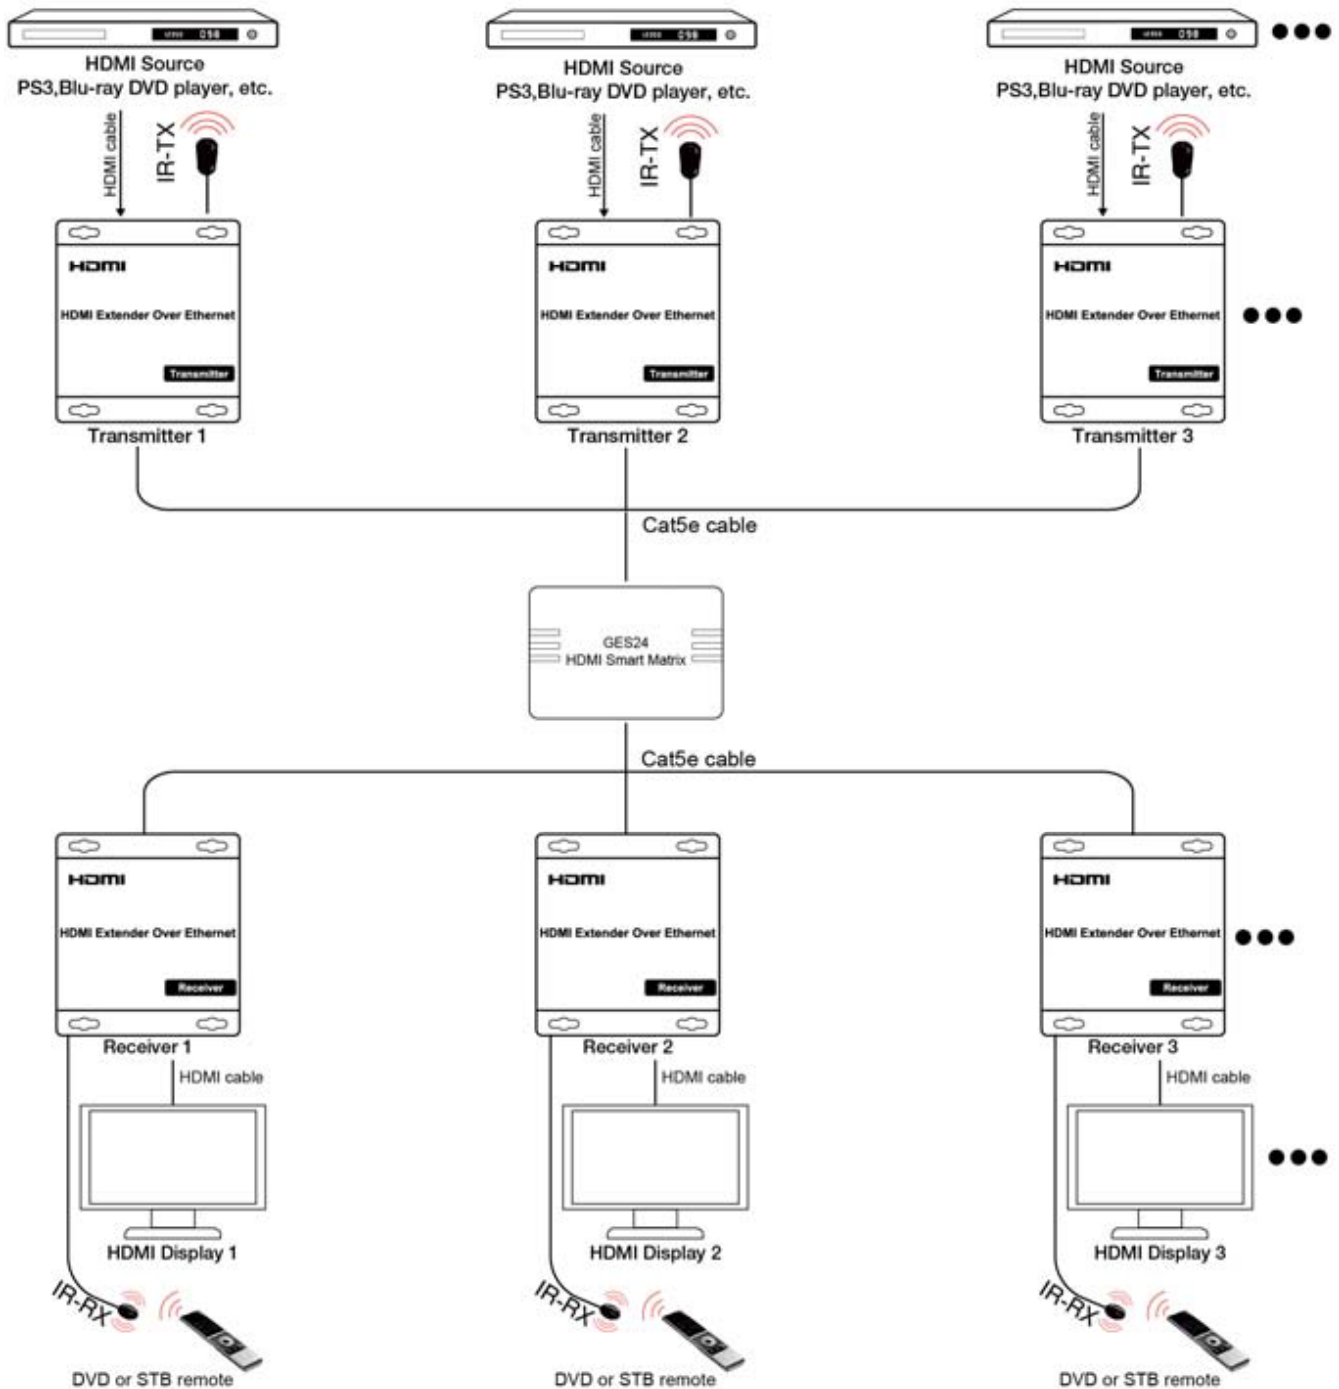 HDMI Source HDMI Source HDMI Source
PS3,Blu-ray DVD player, etc. PS3,Blu-ray DVD player, etc. PS3,Blu-ray DVD player, etc.
HDMI cable IR-TX HDMI cable IR-TX HDMI cable IR-TX
HDMI HDMI HDMI
HDMI Extender Over Ethernet HDMI Extender Over Ethernet HDMI Extender Over Ethernet
Transmitter Transmitter Transmitter
Transmitter 1 Transmitter 2 Transmitter 3
Cat5e cable
GES24
HDMI Smart Matrix
Cat5e cable
HDMI HDMI HDMI
HDMI Extender Over Ethernet HDMI Extender Over Ethernet HDMI Extender Over Ethernet
Receiver Receiver Receiver
Receiver 1 Receiver 2 Receiver 3
HDMI cable HDMI cable HDMI cable
HDMI Display 1 HDMI Display 2 HDMI Display 3
IR-RX IR-RX IR-RX
DVD or STB remote DVD or STB remote DVD or STB remote